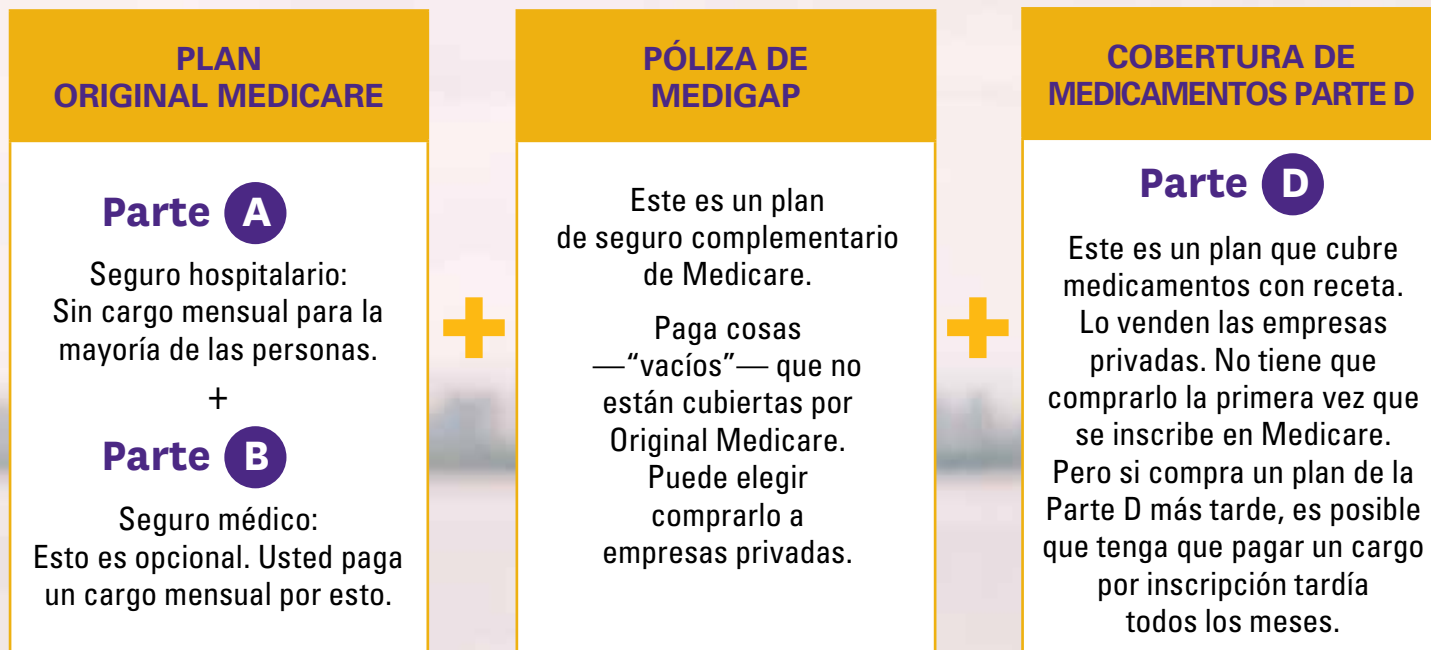 PLAN
ORIGINAL MEDICARE
Parte A
Seguro hospitalario:
Sin cargo mensual para la
mayoría de las personas.
+
Parte B
Seguro médico:
Esto es opcional. Usted paga
un cargo mensual por esto.
+
PÓLIZA DE
MEDIGAP
Este es un plan
de seguro complementario
de Medicare.
Paga cosas
—“vacíos”— que no
están cubiertas por
Original Medicare.
Puede elegir
comprarlo a
empresas privadas.
+
COBERTURA DE
MEDICAMENTOS PARTE D
Parte D
Este es un plan que cubre
medicamentos con receta.
Lo venden las empresas
privadas. No tiene que
comprarlo la primera vez que
se inscribe en Medicare.
Pero si compra un plan de la
Parte D más tarde, es posible
que tenga que pagar un cargo
por inscripción tardía
todos los meses.